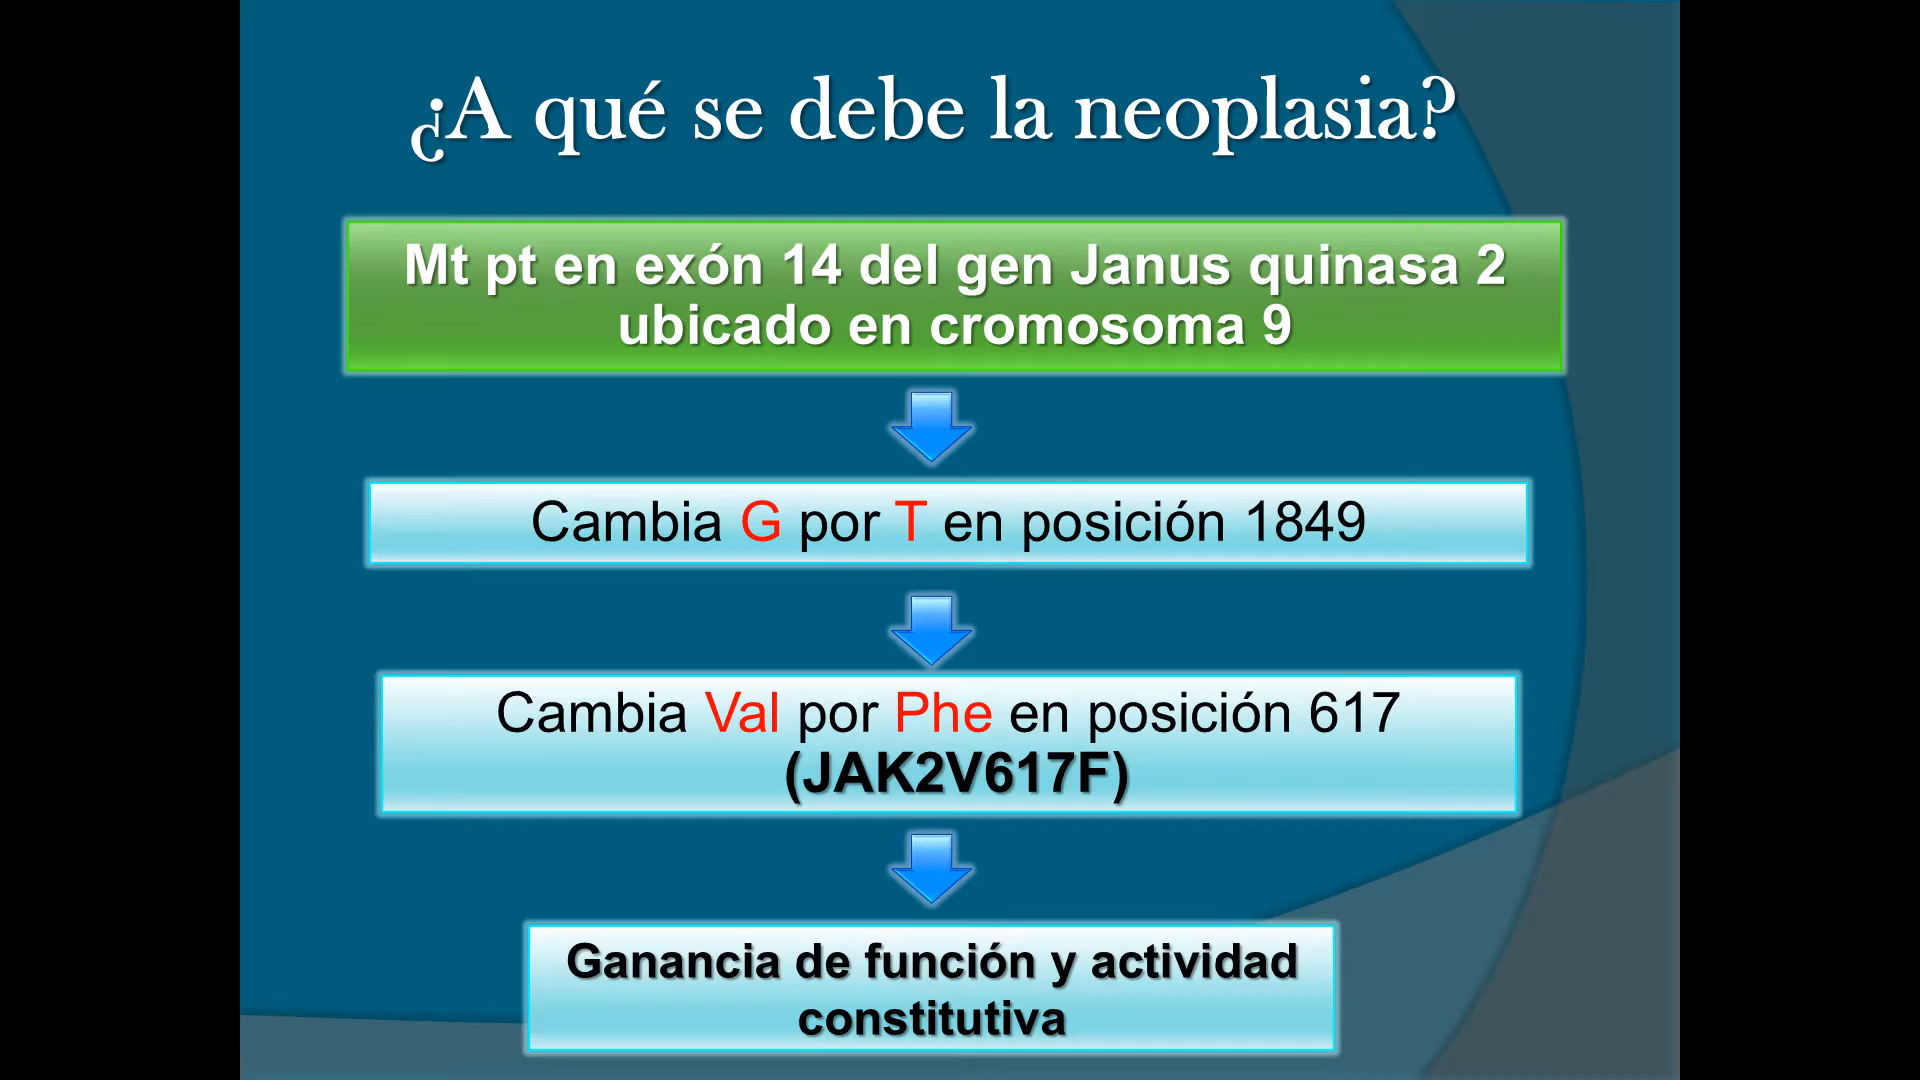 ¿A qué se debe la neoplasia?
Mt pt en exón 14 del gen Janus quinasa 2
ubicado en cromosoma 9
Cambia G por T en posición 1849
Cambia Val por Phe en posición 617
(JAK2V617F)
Ganancia de función y actividad
constitutiva